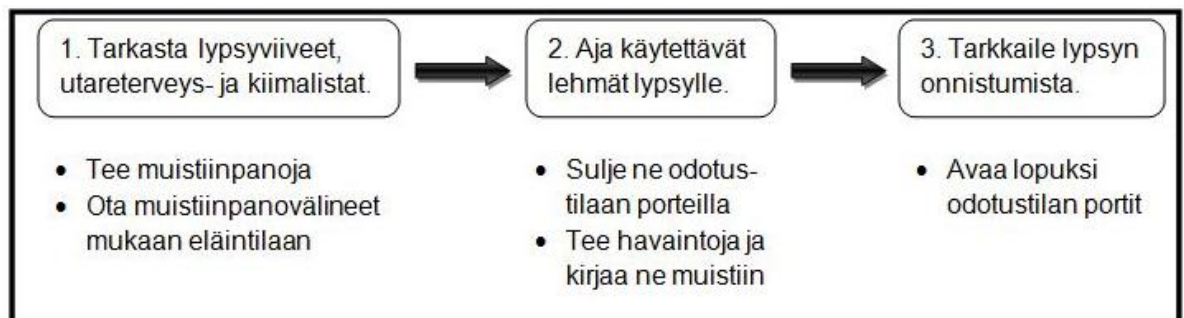 1. Tarkasta lypsyviiveet,
utareterveys- ja kiimalistat.
• Tee muistiinpanoja
• Ota muistiinpanovälineet
mukaan eläintilaan
2. Aja käytettävät
lehmät lypsylle.
• Sulje ne odotus-
tilaan porteilla
• Tee havaintoja ja
kirjaa ne muistiin
3. Tarkkaile lypsyn
onnistumista.
• Avaa lopuksi
odotustilan portit